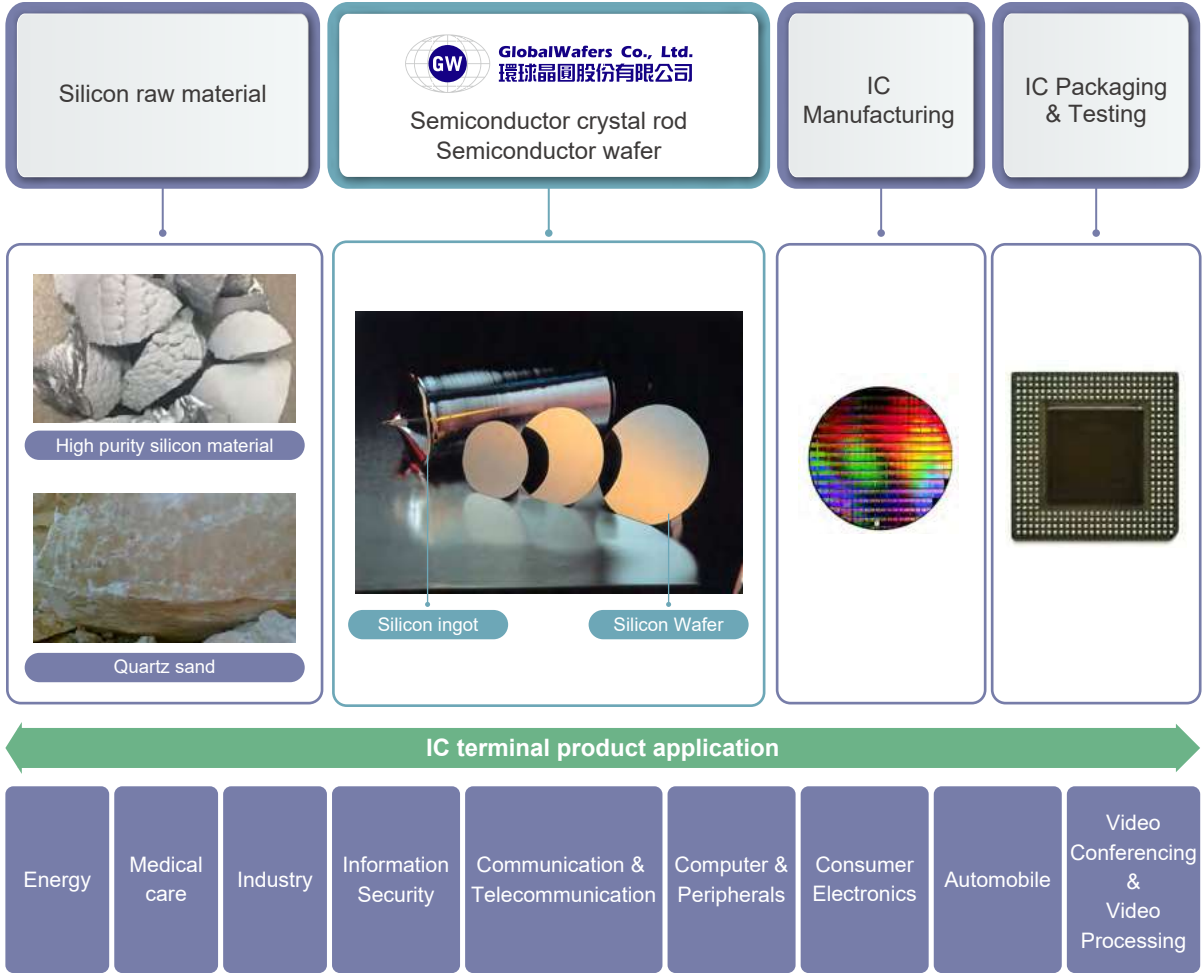 Silicon raw material
GW
GlobalWafers Co., Ltd.
環球晶圓股份有限公司
Semiconductor crystal rod
Semiconductor wafer
IC
Manufacturing
IC Packaging
& Testing
High purity silicon material
Quartz sand
Silicon ingot
Silicon Wafer
IC terminal product application
Energy
Medical
care
Industry
Information
Security
Communication &
Telecommunication
Computer &
Peripherals
Consumer
Electronics
Automobile
Video
Conferencing
&
Video
Processing